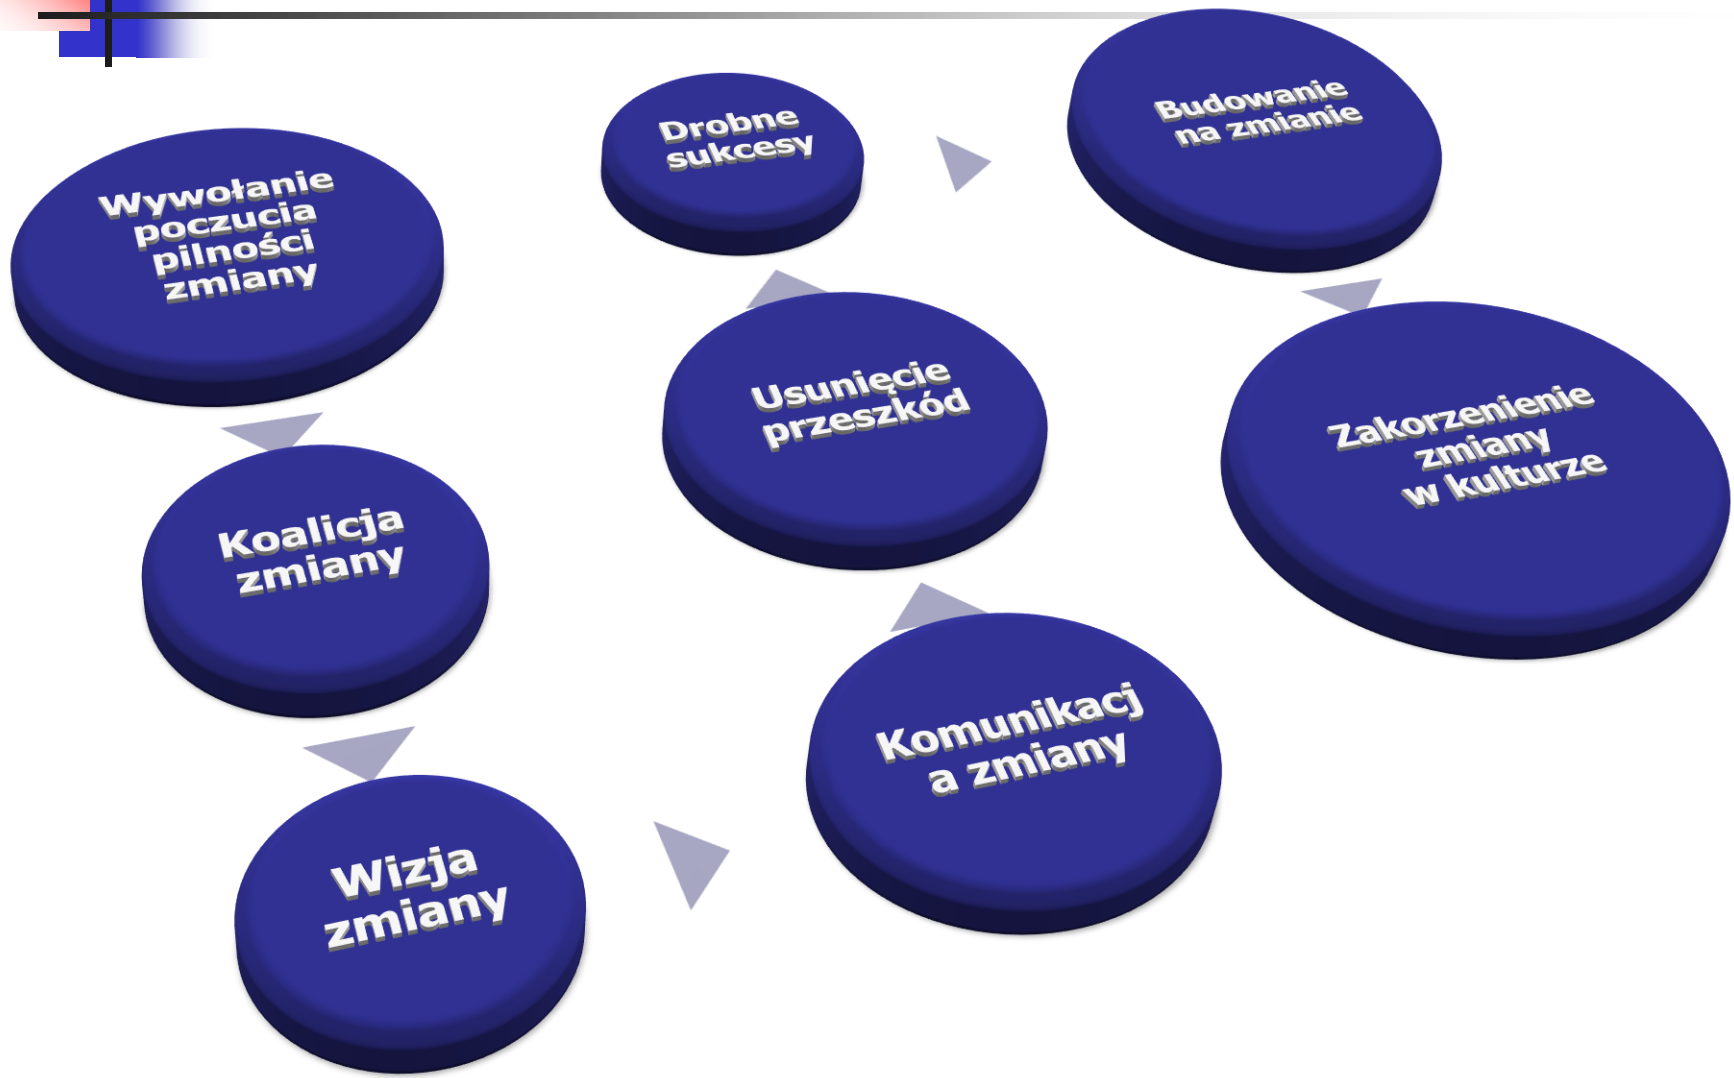 Wywołanie
poczucia
pilności
zmiany
Koalicja
zmiany
Wizja
zmiany
Komunikacj
a zmiany
Usunięcie
przeszkód
Drobne
sukcesy
Budowanie
na zmianie
Zakorzenienie
zmiany
w kulturze